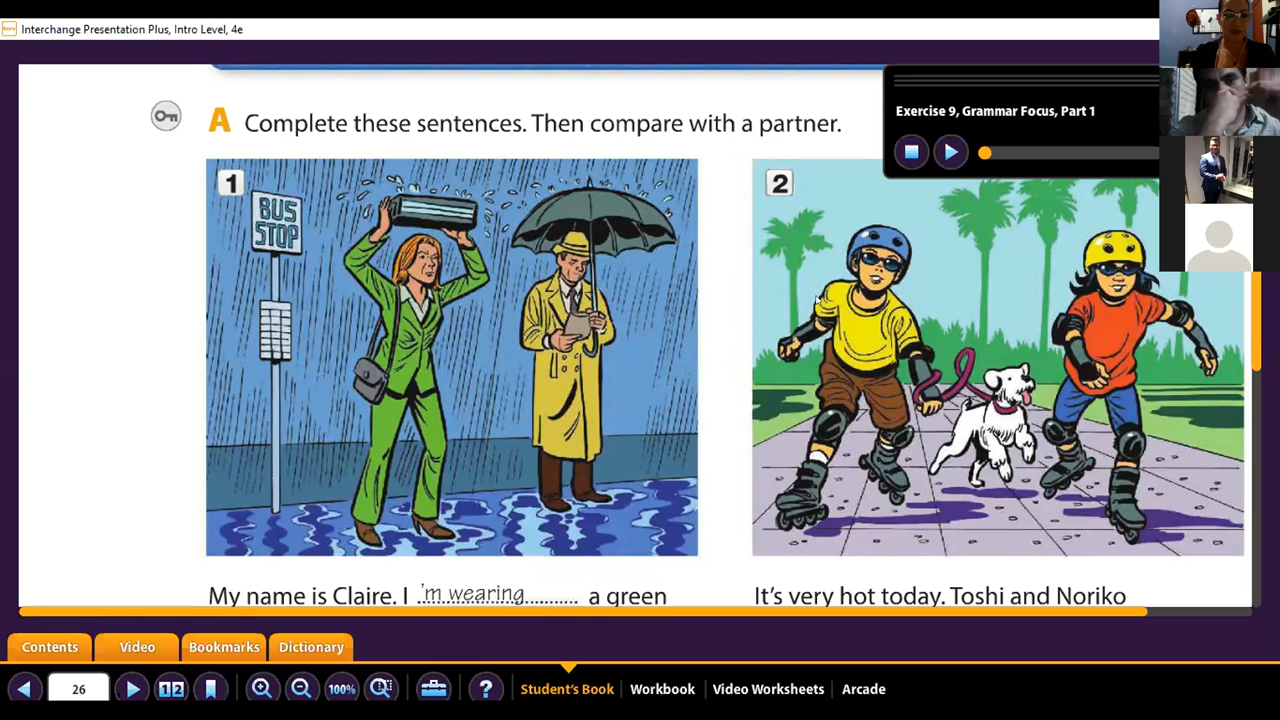 Interchange Presentation Plus, Intro Level, 4e
A Complete these sentences. Then compare with a partner.
Exercise 9, Grammar Focus, Part 1
1
BUS
STOP
2
My name is Claire. I 'm wearing a green
It's very hot today. Toshi and Noriko
Contents Video Bookmarks Dictionary
26 12 100% ? Student's Book Workbook Video Worksheets Arcade